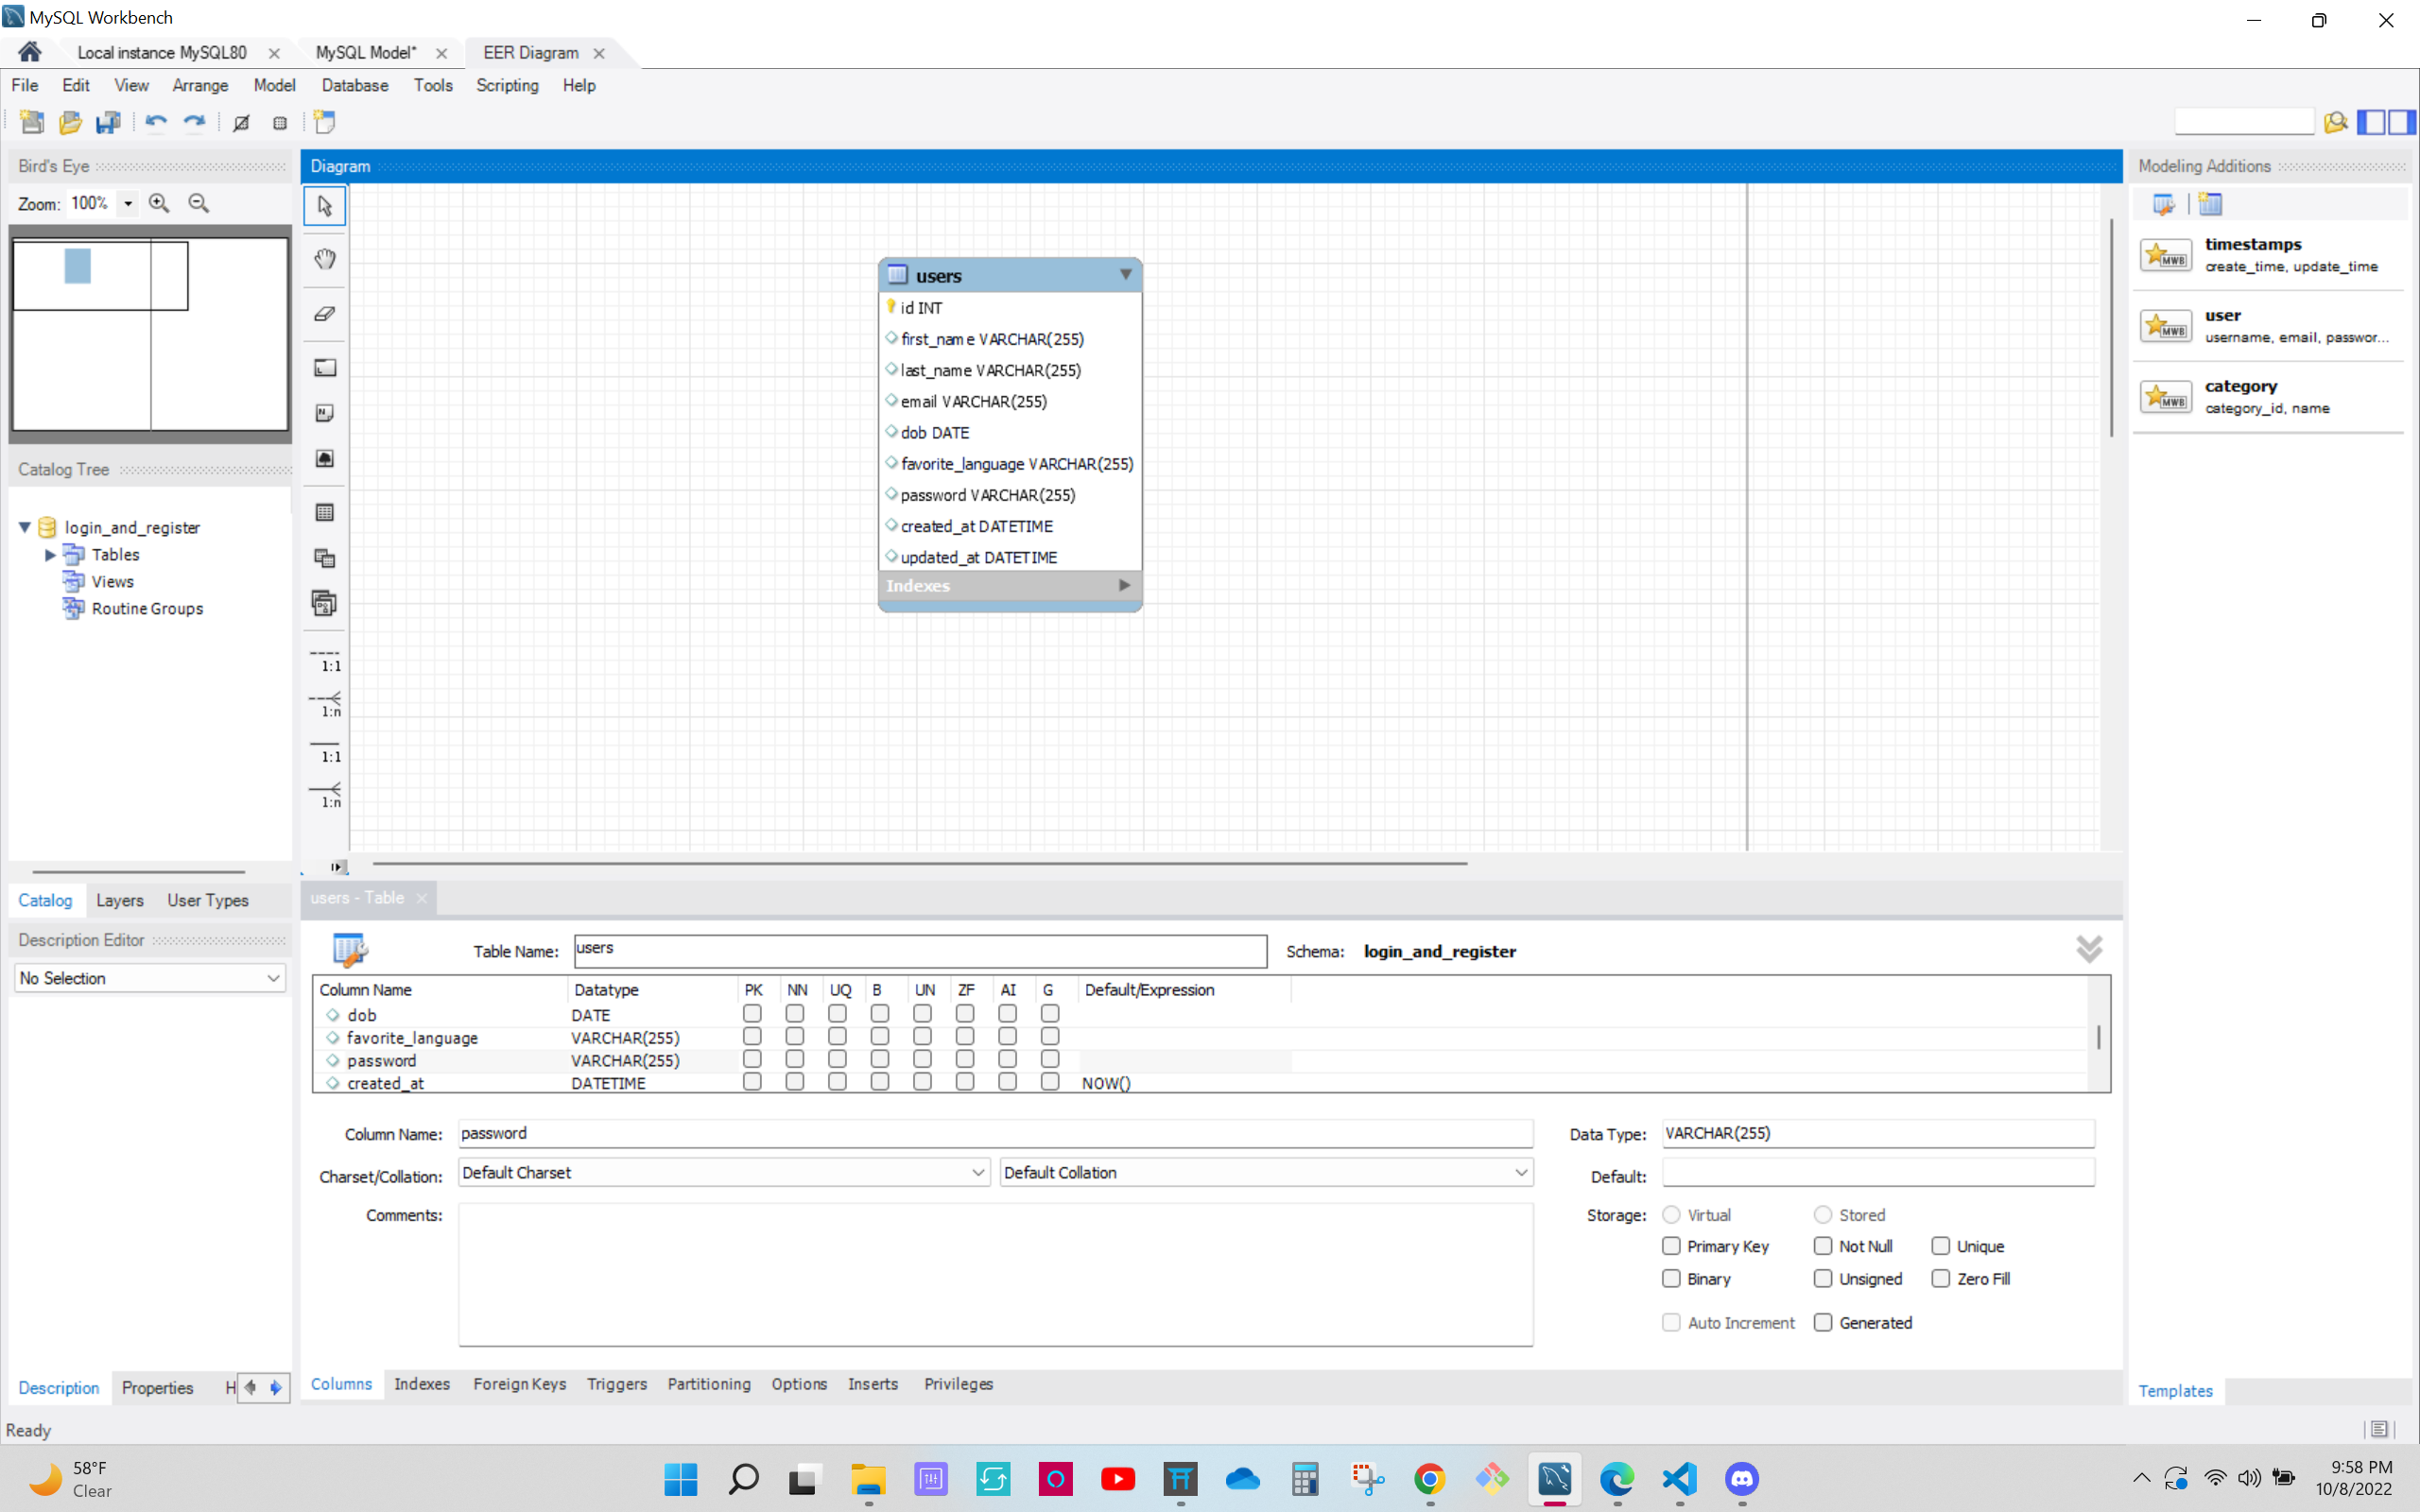 MySQL Workbench
Local instance MySQL80
MySQL Model*
EER Diagram
File Edit View Arrange Model Database Tools Scripting Help
Bird's Eye
Zoom: 100%
Catalog Tree
login_and_register
Tables
Views
Routine Groups
Catalog Layers User Types
Description Editor
No Selection
Description Properties H
Diagram
1:1
1:n
1:1
1:n
users
id INT
first_name VARCHAR(255)
last_name VARCHAR(255)
email VARCHAR(255)
dob DATE
favorite_language VARCHAR(255)
password VARCHAR(255)
created_at DATETIME
updated_at DATETIME
Indexes
users - Table
Table Name: users Schema: login_and_register
Column Name Datatype PK NN UQ B UN ZF AI G Default/Expression
dob DATE
favorite_language VARCHAR(255)
password VARCHAR(255)
created_at DATETIME NOW()
Column Name: password Data Type: VARCHAR(255)
Charset/Collation: Default Charset Default Collation Default:
Comments: Storage: Virtual Stored
Primary Key Not Null Unique
Binary Unsigned Zero Fill
Auto Increment Generated
Columns Indexes Foreign Keys Triggers Partitioning Options Inserts Privileges
Modeling Additions
MWB
timestamps
create_time, update_time
MWB
user
username, email, passwor...
MWB
category
category_id, name
Templates
Ready
58°F
Clear
9:58 PM
10/8/2022